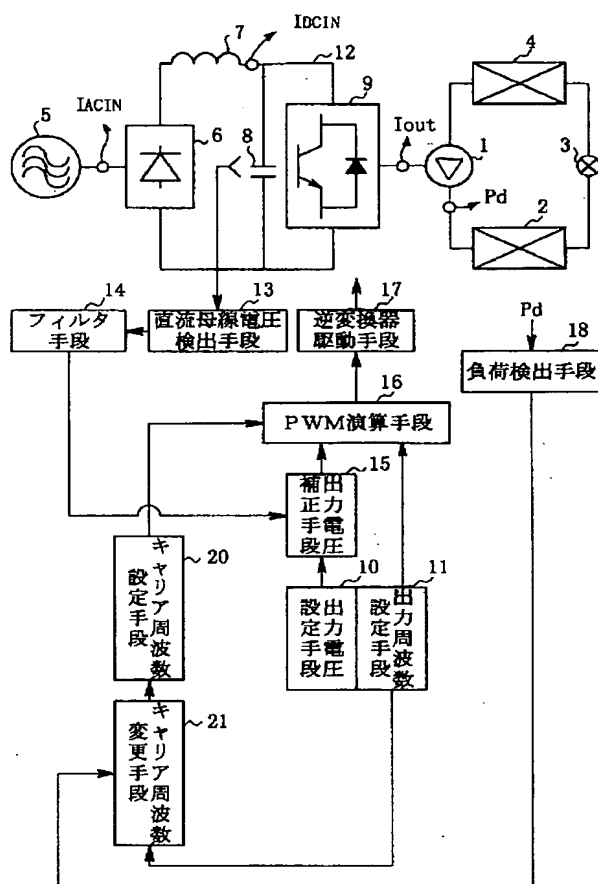 IDCIN
7
12
4
IACIN
9
5
6
8
Iout
1
3
Pd
2
14
フィルタ
手段
13
直流母線電圧
検出手段
17
逆変換器
駆動手段
Pd
18
負荷検出手段
16
PWM演算手段
15
出力電圧
補正手段
20
キャリア周波数
設定手段
10
出力電圧
設定手段
11
出力周波数
設定手段
21
キャリア周波数
変更手段